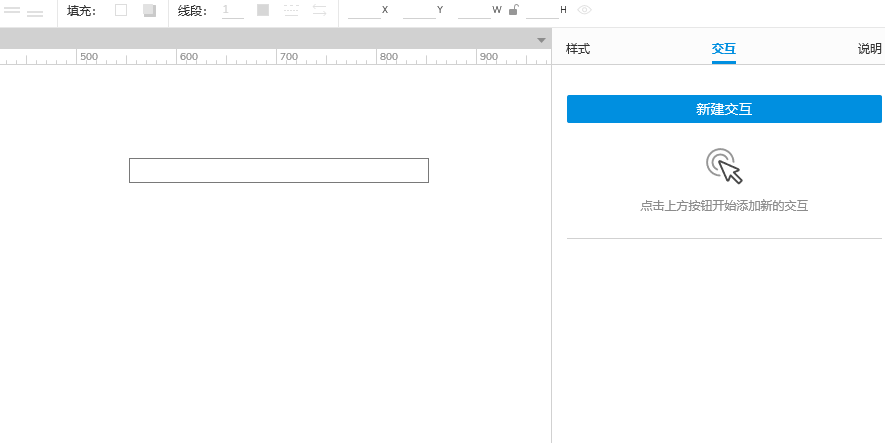 填充: 线段: 1 X Y W H
样式 交互 说明
500 600 700 800 900
新建交互
点击上方按钮开始添加新的交互